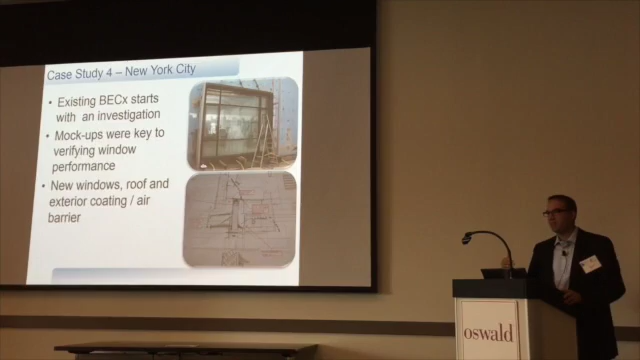 Case Study 4 – New York City
• Existing BECx starts
with an investigation
• Mock-ups were key to
verifying window
performance
• New windows, roof and
exterior coating / air
barrier
oswald